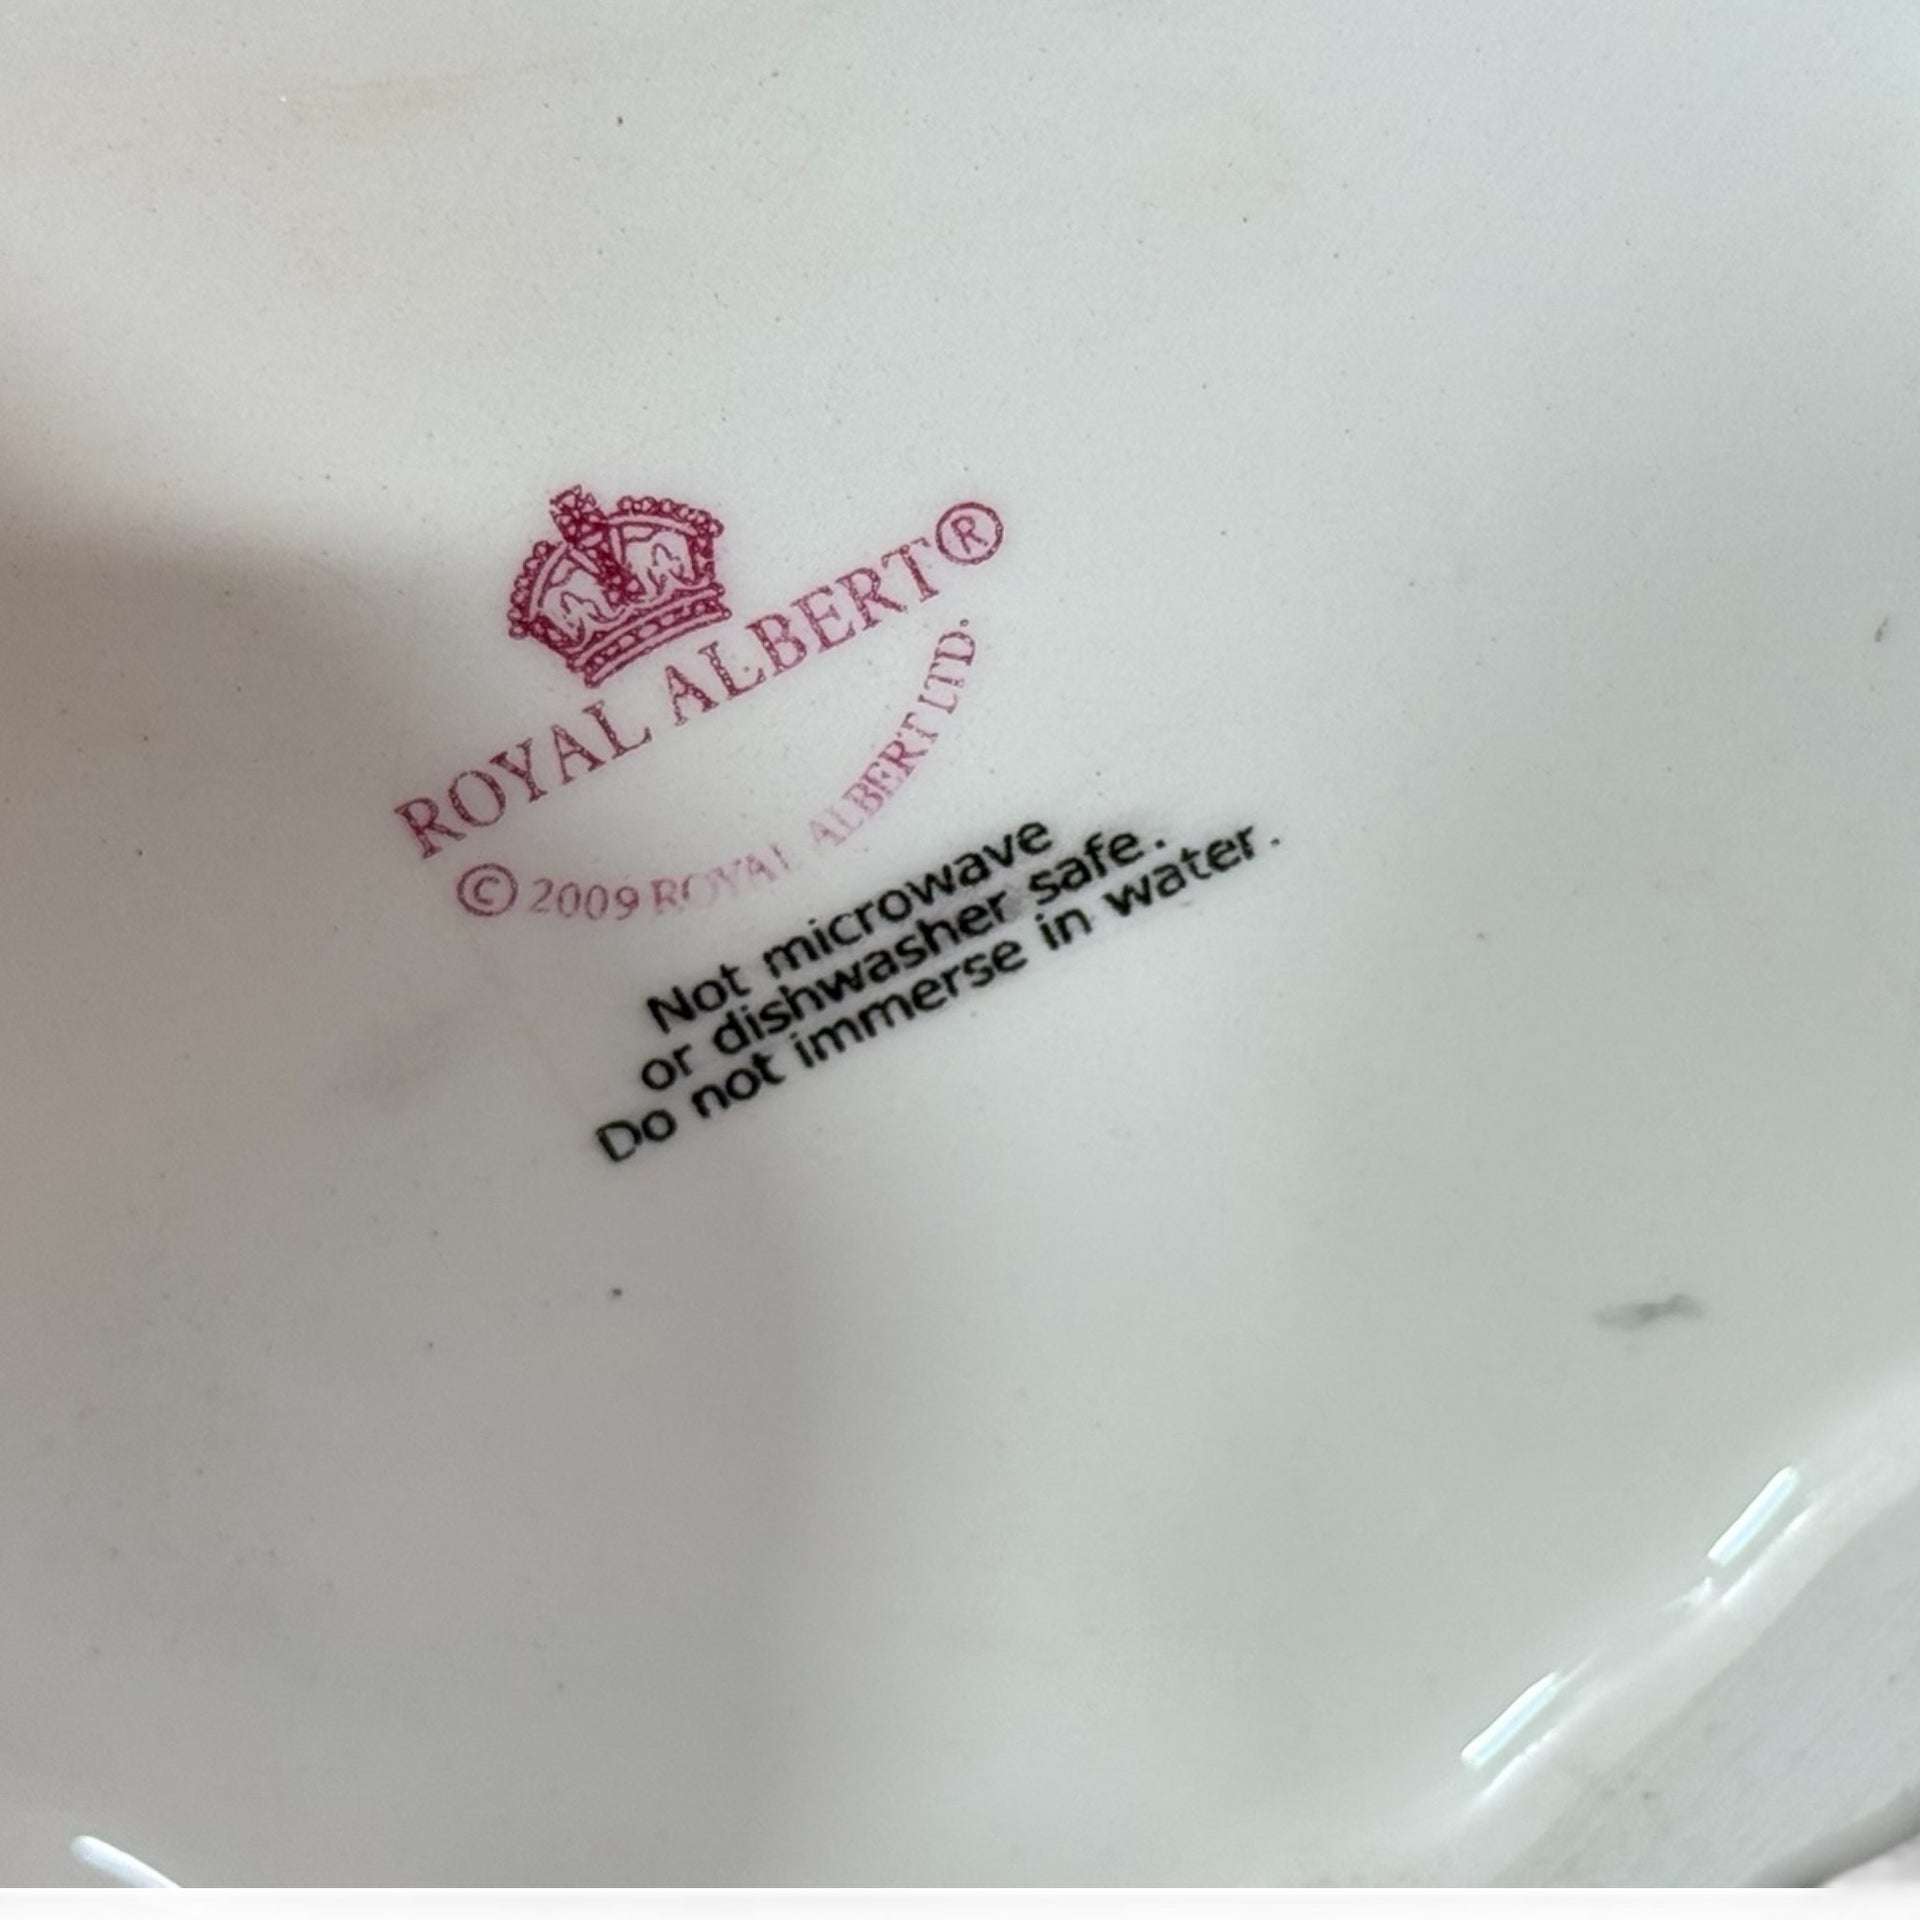 ROYAL ALBERT®
© 2009 ROYAL ALBERT LTD.
Not microwave
or dishwasher safe.
Do not immerse in water.